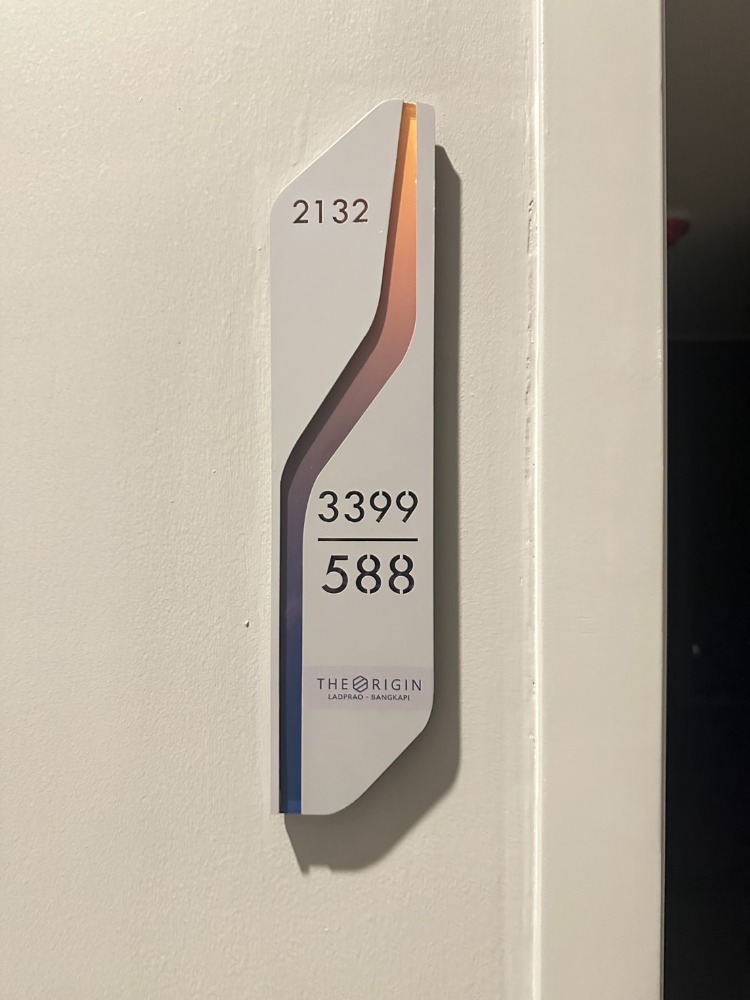 2132
3399
588
THE ORIGIN
LADPRAO - BANGKAPI